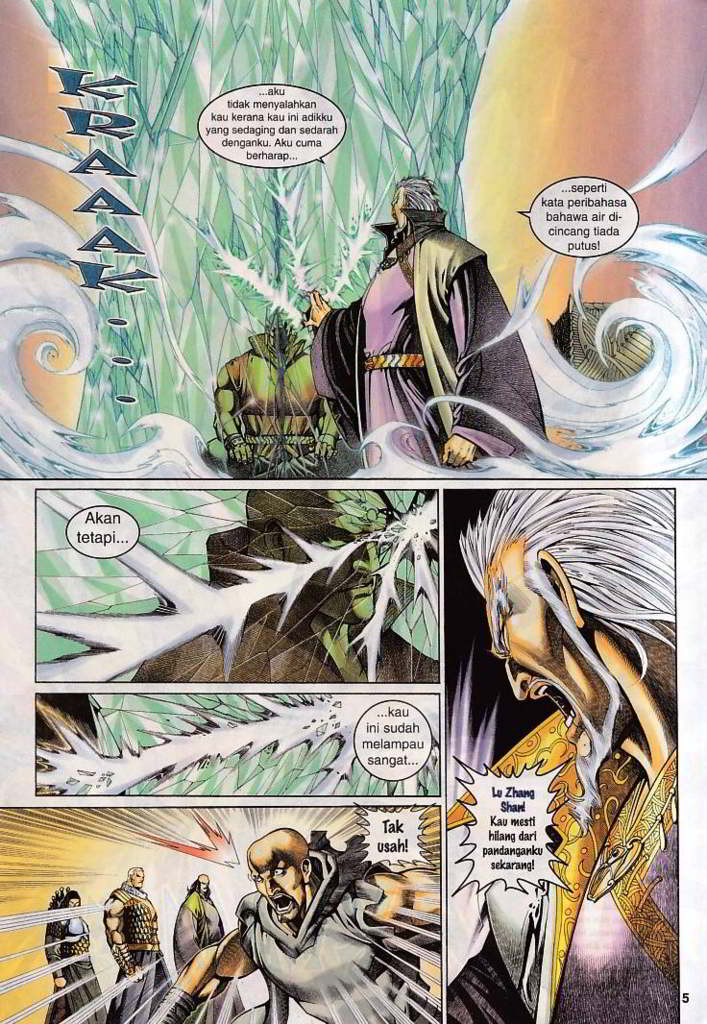 KRAAAK...
...aku
tidak menyalahkan
kau kerana kau ini adikku
yang sedaging dan sedarah
denganku. Aku cuma
berharap...
...seperti
kata peribahasa
bahawa air di-
cincang tiada
putus!
Akan
tetapi...
...kau
ini sudah
melampau
sangat...
Lu Zhang
Shan!
Kau mesti
hilang dari
pandanganku
sekarang!
Tak
usah!
5